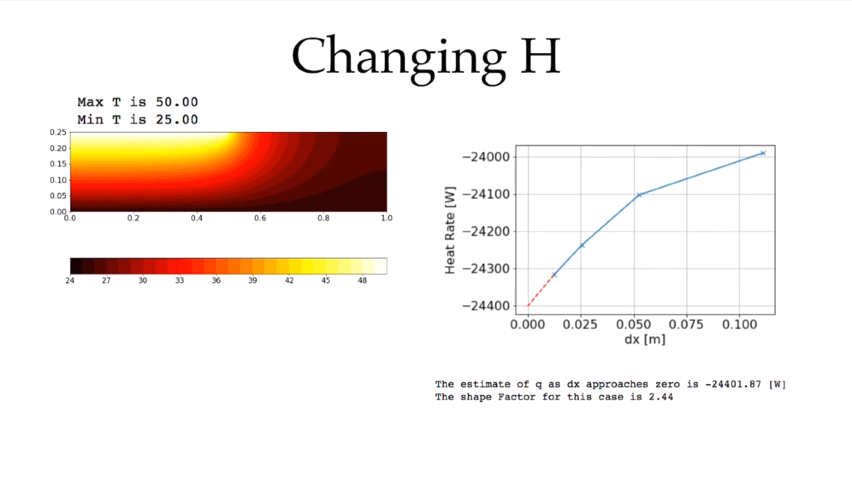 Changing H
Max T is 50.00
Min T is 25.00
0.25
0.20
0.15
0.10
0.05
0.00
0.0 0.2 0.4 0.6 0.8 1.0
24 27 30 33 36 39 42 45 48
Heat Rate [W]
−24000
−24100
−24200
−24300
−24400
0.000 0.025 0.050 0.075 0.100
dx [m]
The estimate of q as dx approaches zero is -24401.87 [W]
The shape Factor for this case is 2.44